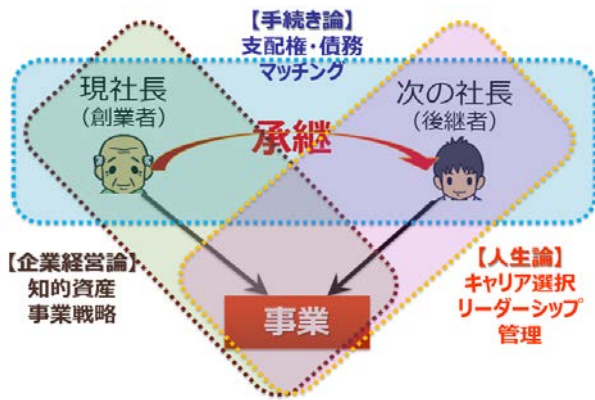 【手続き論】
支配権・債務
マッチング
現社長
（創業者）
次の社長
（後継者）
承継
【企業経営論】
知的資産
事業戦略
【人生論】
キャリア選択
リーダーシップ
管理
事業